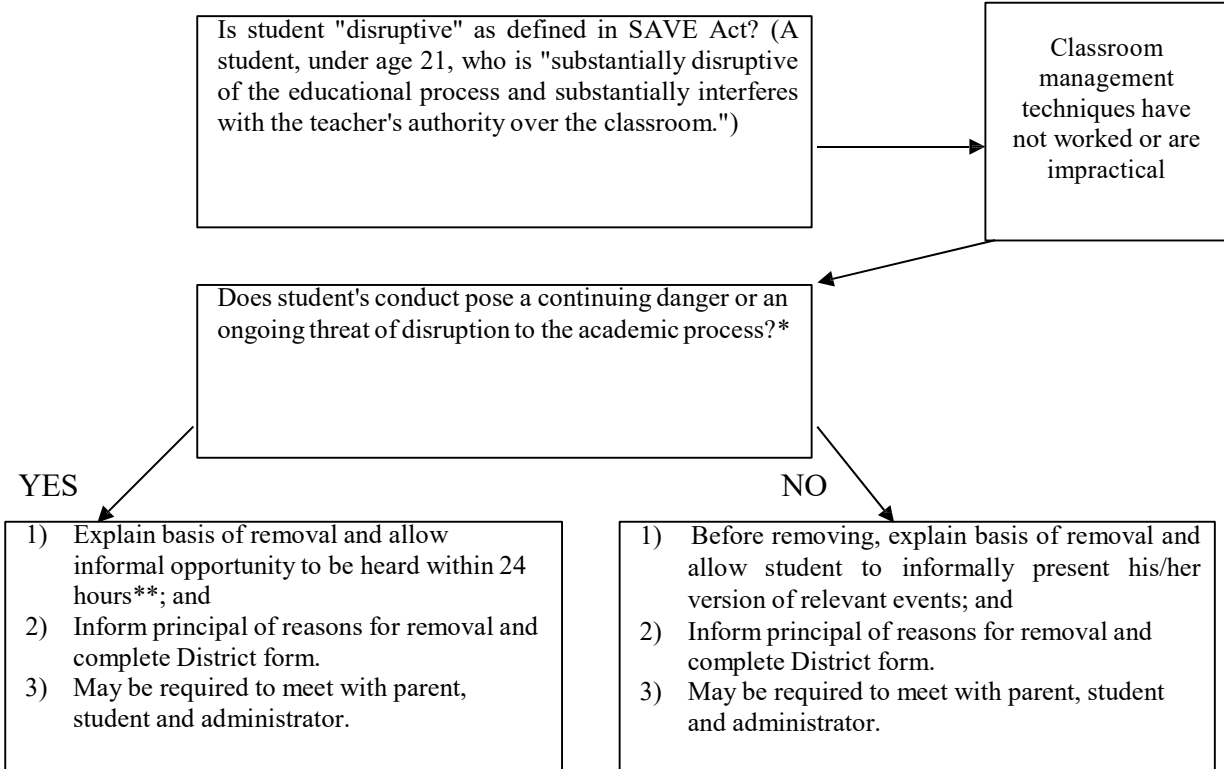 Is student "disruptive" as defined in SAVE Act? (A
student, under age 21, who is "substantially disruptive
of the educational process and substantially interferes
with the teacher's authority over the classroom.")
Classroom
management
techniques have
not worked or are
impractical
Does student's conduct pose a continuing danger or an
ongoing threat of disruption to the academic process?*
YES
1) Explain basis of removal and allow
informal opportunity to be heard within 24
hours**; and
2) Inform principal of reasons for removal and
complete District form.
3) May be required to meet with parent,
student and administrator.
NO
1) Before removing, explain basis of removal and
allow student to informally present his/her
version of relevant events; and
2) Inform principal of reasons for removal and
complete District form.
3) May be required to meet with parent, student
and administrator.